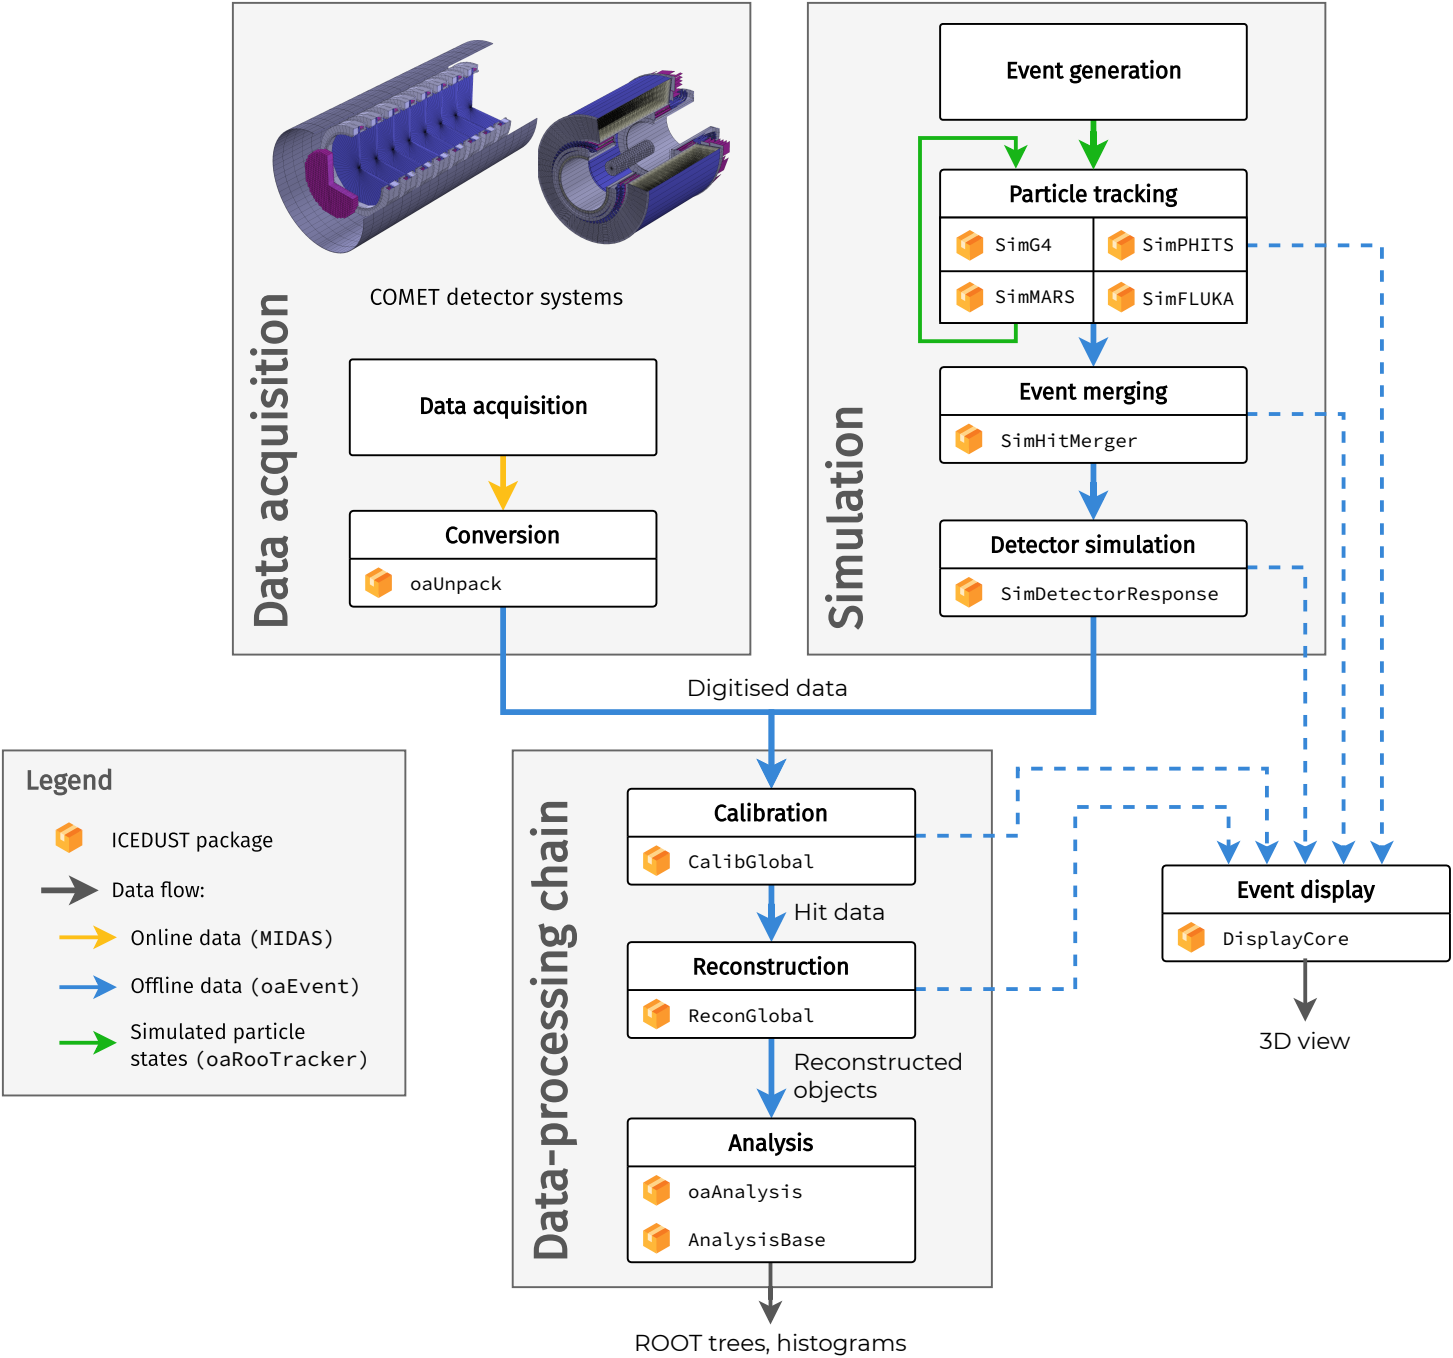 Data acquisition
COMET detector systems
Data acquisition
Conversion
oaUnpack
Simulation
Event generation
Particle tracking
SimG4
SimPHITS
SimMARS
SimFLUKA
Event merging
SimHitMerger
Detector simulation
SimDetectorResponse
Digitised data
Legend
ICEDUST package
Data flow:
Online data (MIDAS)
Offline data (oaEvent)
Simulated particle
states (oaRooTracker)
Data-processing chain
Calibration
CalibGlobal
Hit data
Reconstruction
ReconGlobal
Reconstructed
objects
Analysis
oaAnalysis
AnalysisBase
ROOT trees, histograms
Event display
DisplayCore
3D view